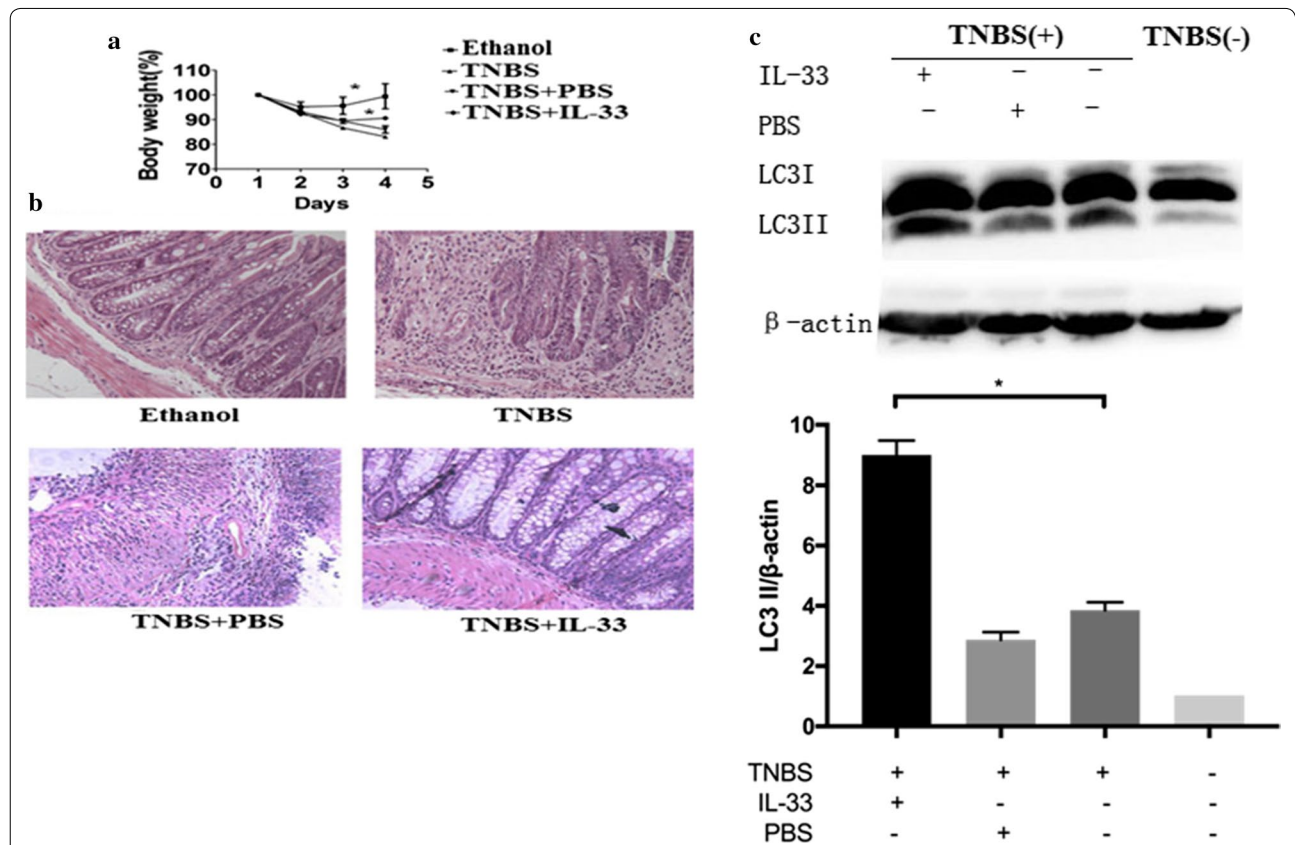 a
Ethanol
TNBS
TNBS+PBS
TNBS+IL-33
Body weight(%)
110
100
90
80
70
*
*
0 1 2 3 4 5
Days
b
Ethanol
TNBS
TNBS+PBS
TNBS+IL-33
c
TNBS(+) TNBS(-)
IL-33 + − −
PBS − + −
LC3I
LC3II
β-actin
*
LC3 II/β-actin
10
8
6
4
2
0
TNBS + + + -
IL-33 + - - -
PBS - + - -